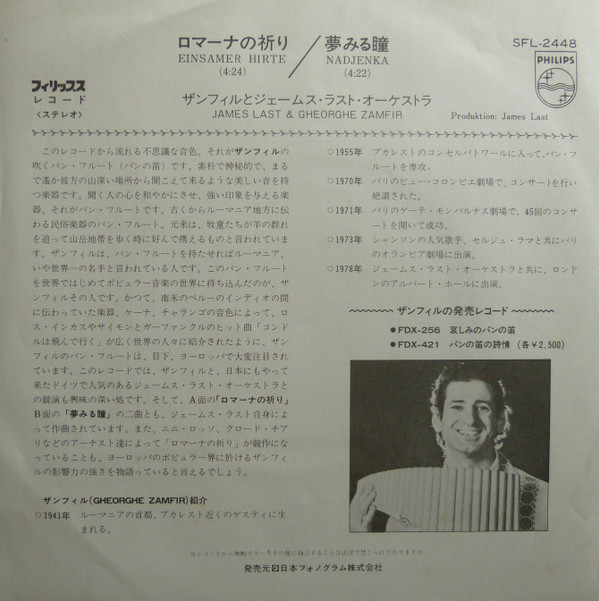 ロマーナの祈り／夢みる瞳
EINSAMER HIRTE NADJENKA
(4:24) (4:22)
SFL-2448
PHILIPS
フィリップス
レコード
〈ステレオ〉
ザンフィルとジェームス・ラスト・オーケストラ
JAMES LAST & GHEORGHE ZAMFIR
Produktion: James Last
このレコードから流れる不思議な音色。それがザンフィルの
吹くパン・フルート（パンの笛）です。素朴で神秘的で、まる
で遙か彼方の山深い場所から聞こえて来るような美しい音を持
つ楽器です。聞く人の心を和やかにさせ、強い印象を与える楽
器。それがパン・フルートです。古くからルーマニア地方に伝
わる民俗楽器のパン・フルート。元来は、牧童たちが羊の群れ
を追って山岳地帯を歩く時に好んで携えるものと言われていま
す。ザンフィルは、パン・フルートを持たせればルーマニア、
いや世界一の名手と言われている人です。このパン・フルート
を世界ではじめてポピュラー音楽の世界に持ち込んだのが、ザ
ンフィルその人です。かつて、南米のペルーのインディオの間
に伝わっていた楽器、ケーナ、チャランゴの音色によって、ロ
ス・インカスやサイモンとガーファンクルのヒット曲「コンド
ルは飛んで行く」が広く世界の人々に紹介されたように、ザン
フィルのパン・フルートは、目下、ヨーロッパで大変注目され
ています。このレコードでは、ザンフィルと、日本にもやって
来たドイツで人気のあるジェームス・ラスト・オーケストラと
の競演も興味の深い処です。そして、A面の「ロマーナの祈り」
B面の「夢みる瞳」の二曲とも、ジェームス・ラスト自身によ
って作曲されています。また、ニニ・ロッソ、クロード・チア
リなどのアーチスト達によって「ロマーナの祈り」が競作にな
っていることも、ヨーロッパのポピュラー界に於けるザンフィ
ルの影響力の強さを物語っていると言えるでしょう。
ザンフィル(GHEORGHE ZAMFIR)紹介
○1941年 ルーマニアの首都、ブカレスト近くのゲスティに生
まれる。
○1955年 ブカレストのコンセルバトワールに入って、パン・フ
ルートを専攻。
○1970年 パリのビュー・コロンビエ劇場で、コンサートを行い
絶讃された。
○1971年 パリのゲーテ・モンパルナス劇場で、45回のコンサ
ートを開いて成功。
○1973年 シャンソンの人気歌手、セルジュ・ラマと共にパリ
のオランピア劇場に出演。
○1978年 ジェームス・ラスト・オーケストラと共に、ロンド
ンのアルバート・ホールに出演。
ザンフィルの発売レコード
●FDX-256 哀しみのパンの笛
●FDX-421 パンの笛の詩情 (各￥2,500)
発売元 日本フォノグラム株式会社